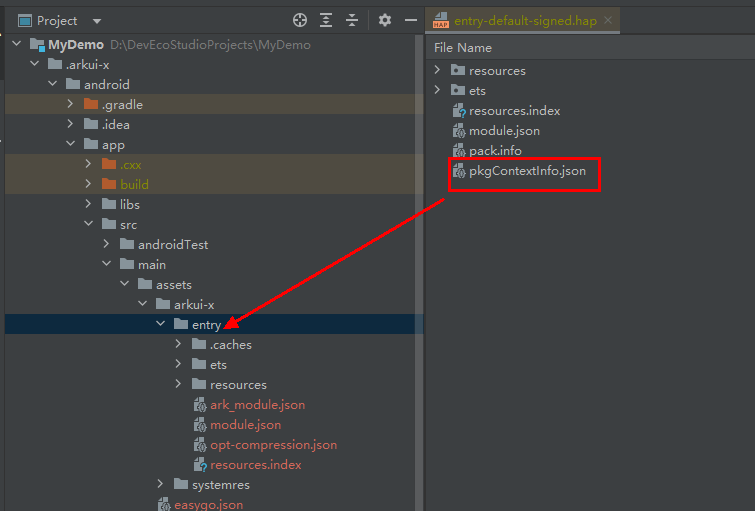 Project
MyDemo D:\DevEcoStudioProjects\MyDemo
.arkui-x
android
.gradle
.idea
app
.cxx
build
libs
src
androidTest
main
assets
arkui-x
entry
.caches
ets
resources
ark_module.json
module.json
opt-compression.json
resources.index
systemres
easygo.json
HAP entry-default-signed.hap
File Name
resources
ets
resources.index
module.json
pack.info
pkgContextInfo.json